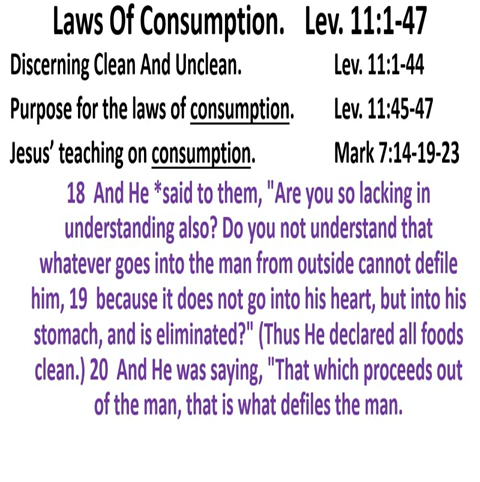 Laws Of Consumption. Lev. 11:1-47
Discerning Clean And Unclean. Lev. 11:1-44
Purpose for the laws of consumption. Lev. 11:45-47
Jesus' teaching on consumption. Mark 7:14-19-23
18 And He *said to them, "Are you so lacking in
understanding also? Do you not understand that
whatever goes into the man from outside cannot defile
him, 19 because it does not go into his heart, but into his
stomach, and is eliminated?" (Thus He declared all foods
clean.) 20 And He was saying, "That which proceeds out
of the man, that is what defiles the man.